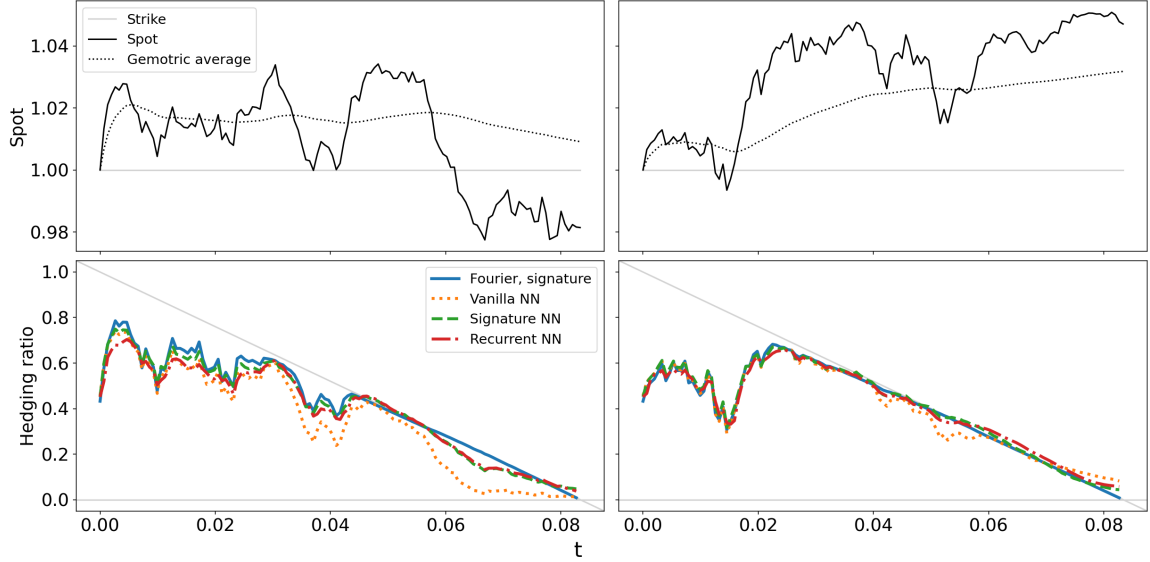 Strike
Spot
Gemotric average
Spot
1.04
1.02
1.00
0.98
Fourier, signature
Vanilla NN
Signature NN
Recurrent NN
Hedging ratio
1.0
0.8
0.6
0.4
0.2
0.0
0.00 0.02 0.04 0.06 0.08
0.00 0.02 0.04 0.06 0.08
t